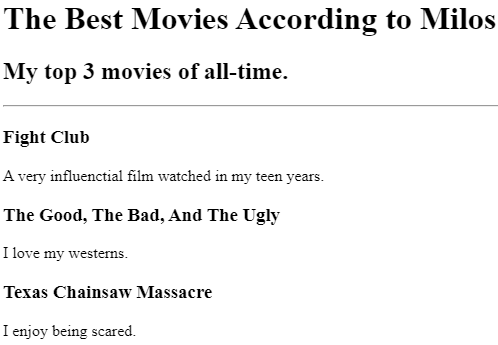 The Best Movies According to Milos
My top 3 movies of all-time.
Fight Club
A very influenctial film watched in my teen years.
The Good, The Bad, And The Ugly
I love my westerns.
Texas Chainsaw Massacre
I enjoy being scared.